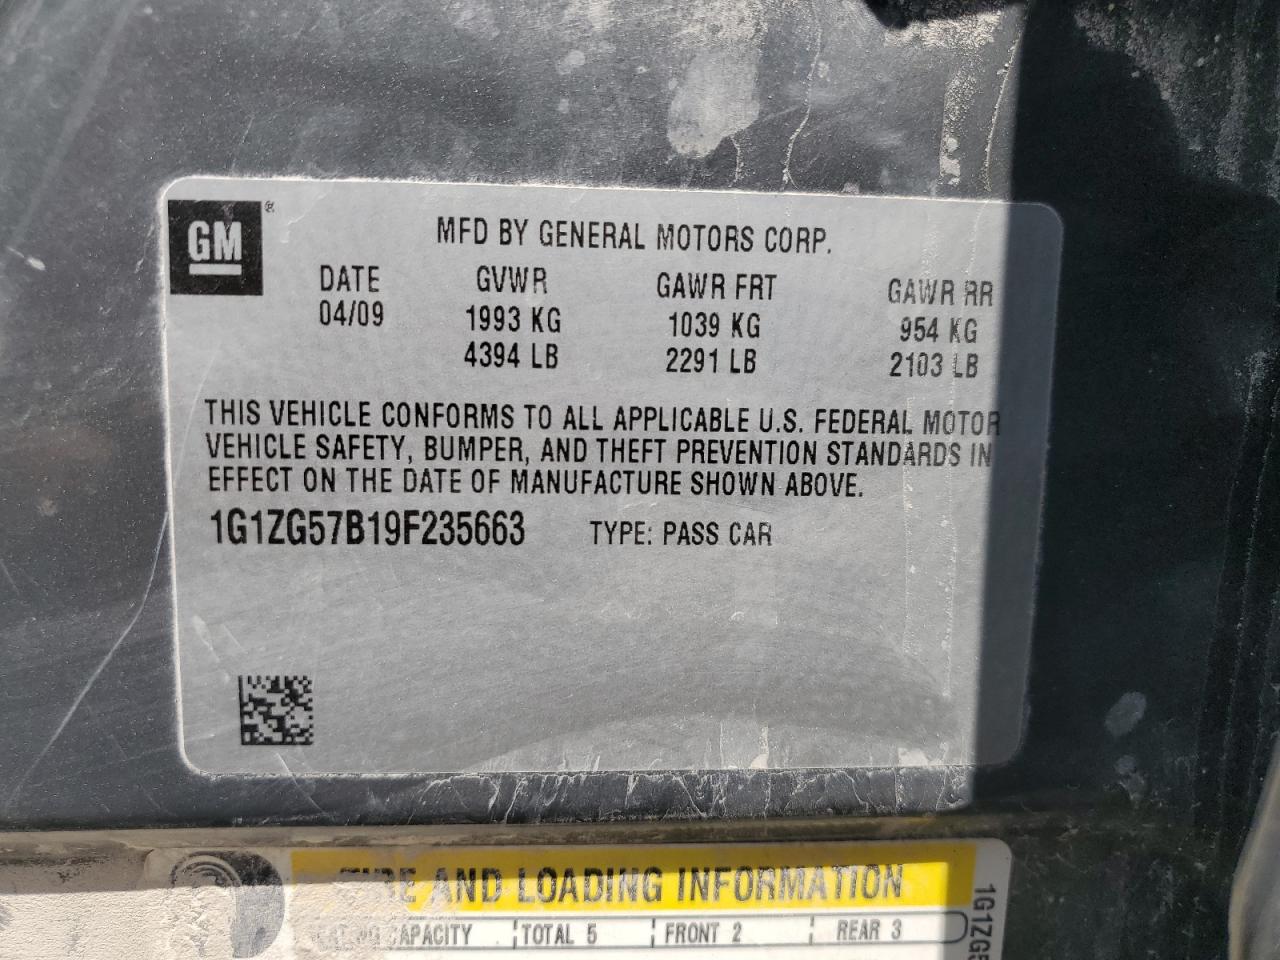 GM ®
MFD BY GENERAL MOTORS CORP.
DATE GVWR GAWR FRT GAWR RR
04/09 1993 KG 1039 KG 954 KG
4394 LB 2291 LB 2103 LB
THIS VEHICLE CONFORMS TO ALL APPLICABLE U.S. FEDERAL MOTOR
VEHICLE SAFETY, BUMPER, AND THEFT PREVENTION STANDARDS IN
EFFECT ON THE DATE OF MANUFACTURE SHOWN ABOVE.
1G1ZG57B19F235663 TYPE: PASS CAR
TIRE AND LOADING INFORMATION
SEATING CAPACITY TOTAL 5 FRONT 2 REAR 3
1G1ZG5